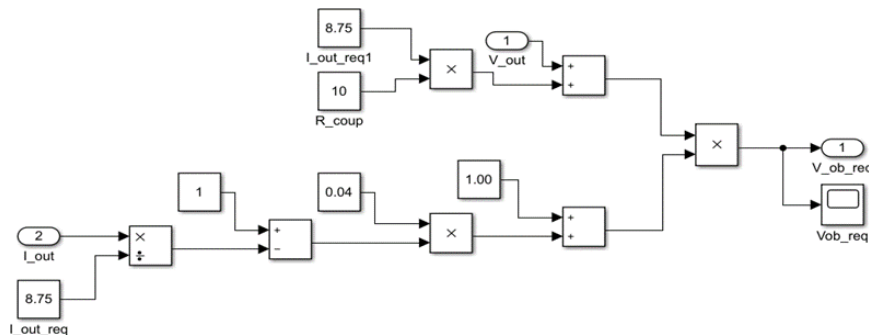 8.75
I_out_req1
10
R_coup
1
V_out
×
+
+
×
1
V_ob_req
Vob_req
1
0.04
1.00
2
I_out
×
÷
+
−
×
+
+
8.75
I_out_req